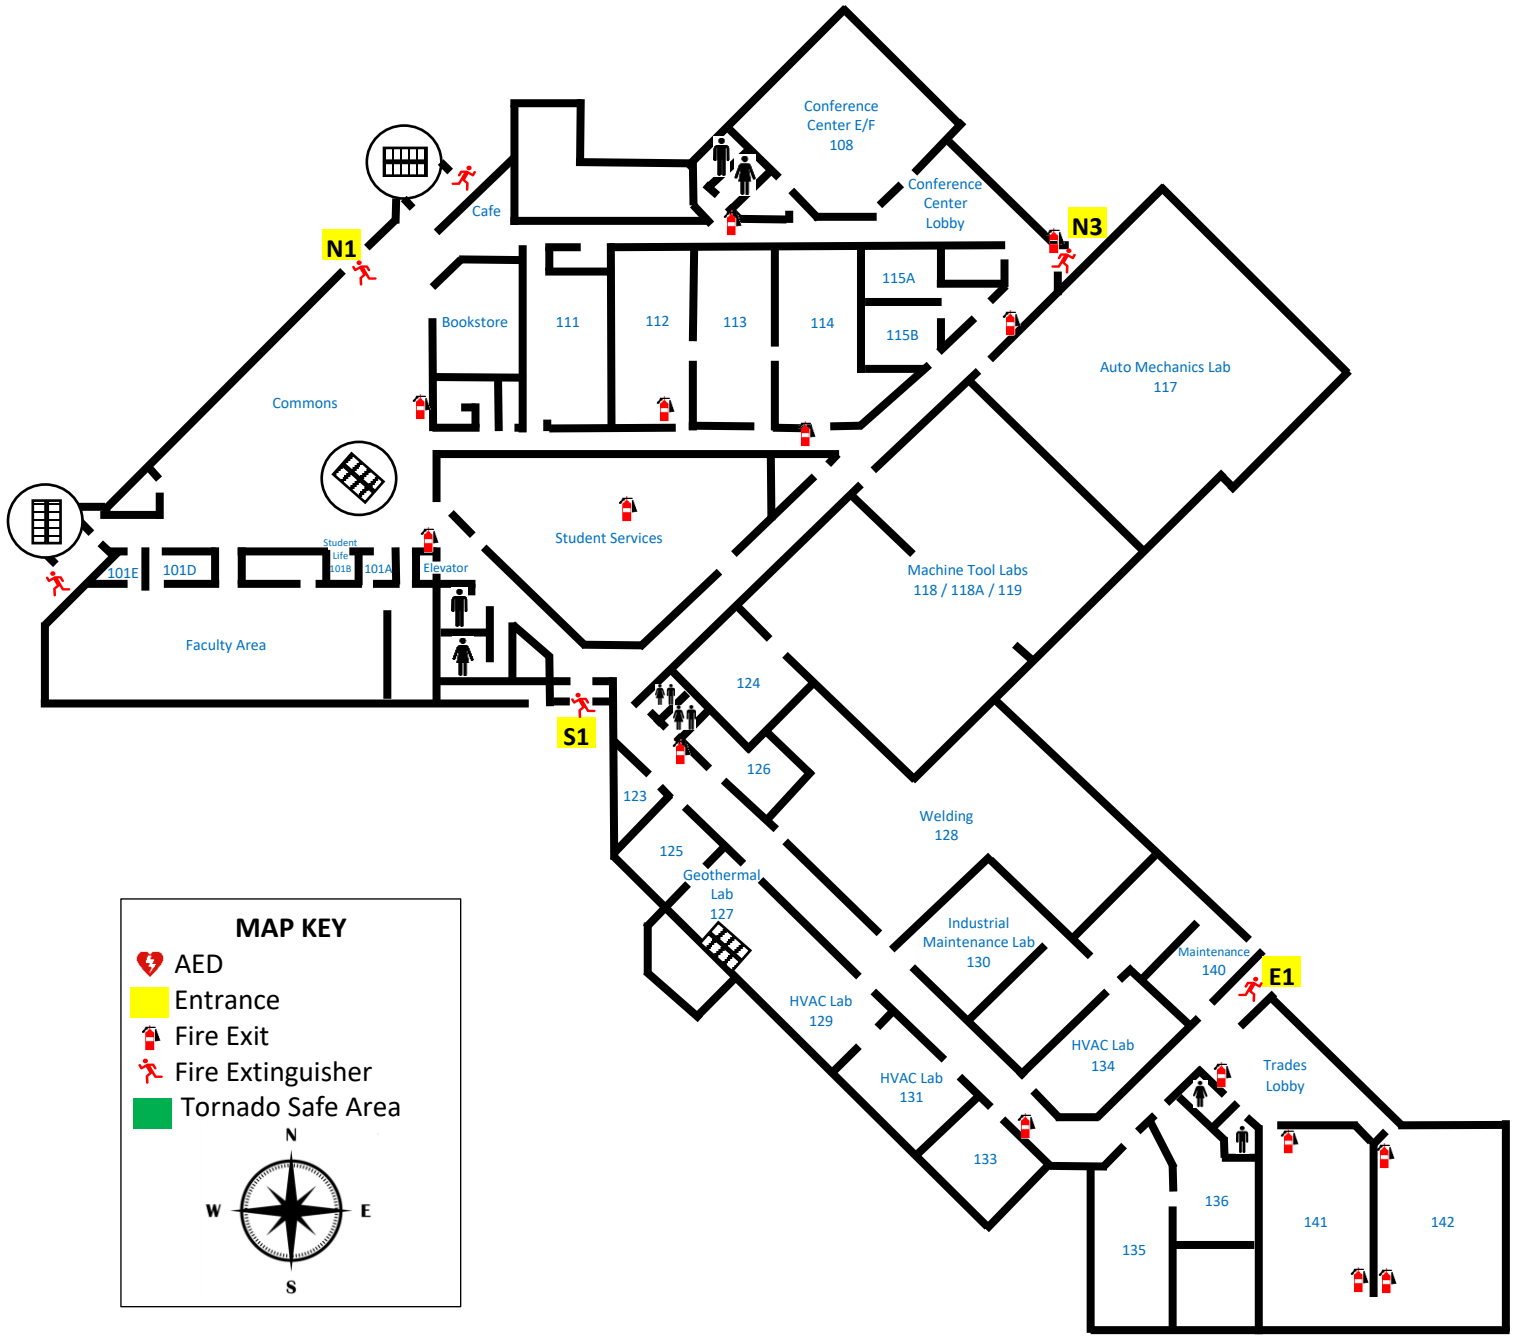 Conference
Center E/F
108
Conference
Center
Lobby
Cafe
N1
N3
115A
115B
Bookstore
111
112
113
114
Auto Mechanics Lab
117
Commons
Student Services
Student
Life
101B
101A
Elevator
101E
101D
Machine Tool Labs
118 / 118A / 119
Faculty Area
124
S1
126
123
Welding
128
125
Geothermal
Lab
127
Industrial
Maintenance Lab
130
Maintenance
140
E1
HVAC Lab
129
HVAC Lab
134
HVAC Lab
131
Trades
Lobby
133
136
135
141
142
MAP KEY
AED
Entrance
Fire Exit
Fire Extinguisher
Tornado Safe Area
N
W
E
S